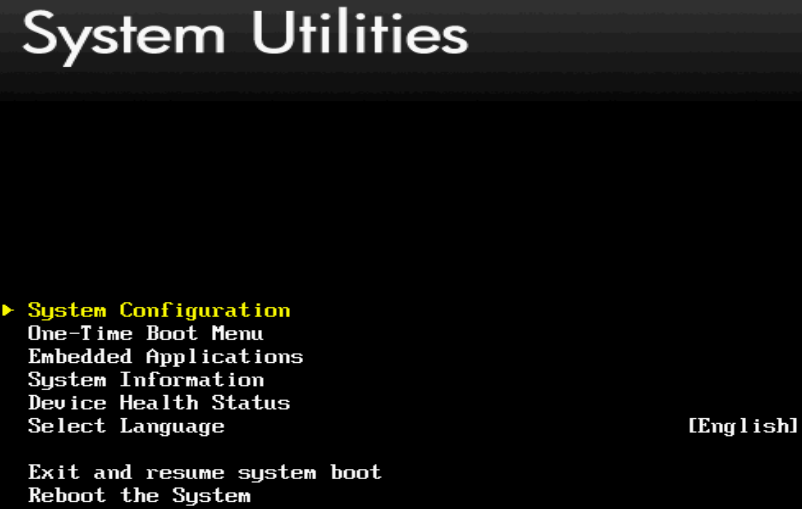 System Utilities
System Configuration
One-Time Boot Menu
Embedded Applications
System Information
Device Health Status
Select Language [English]
Exit and resume system boot
Reboot the System